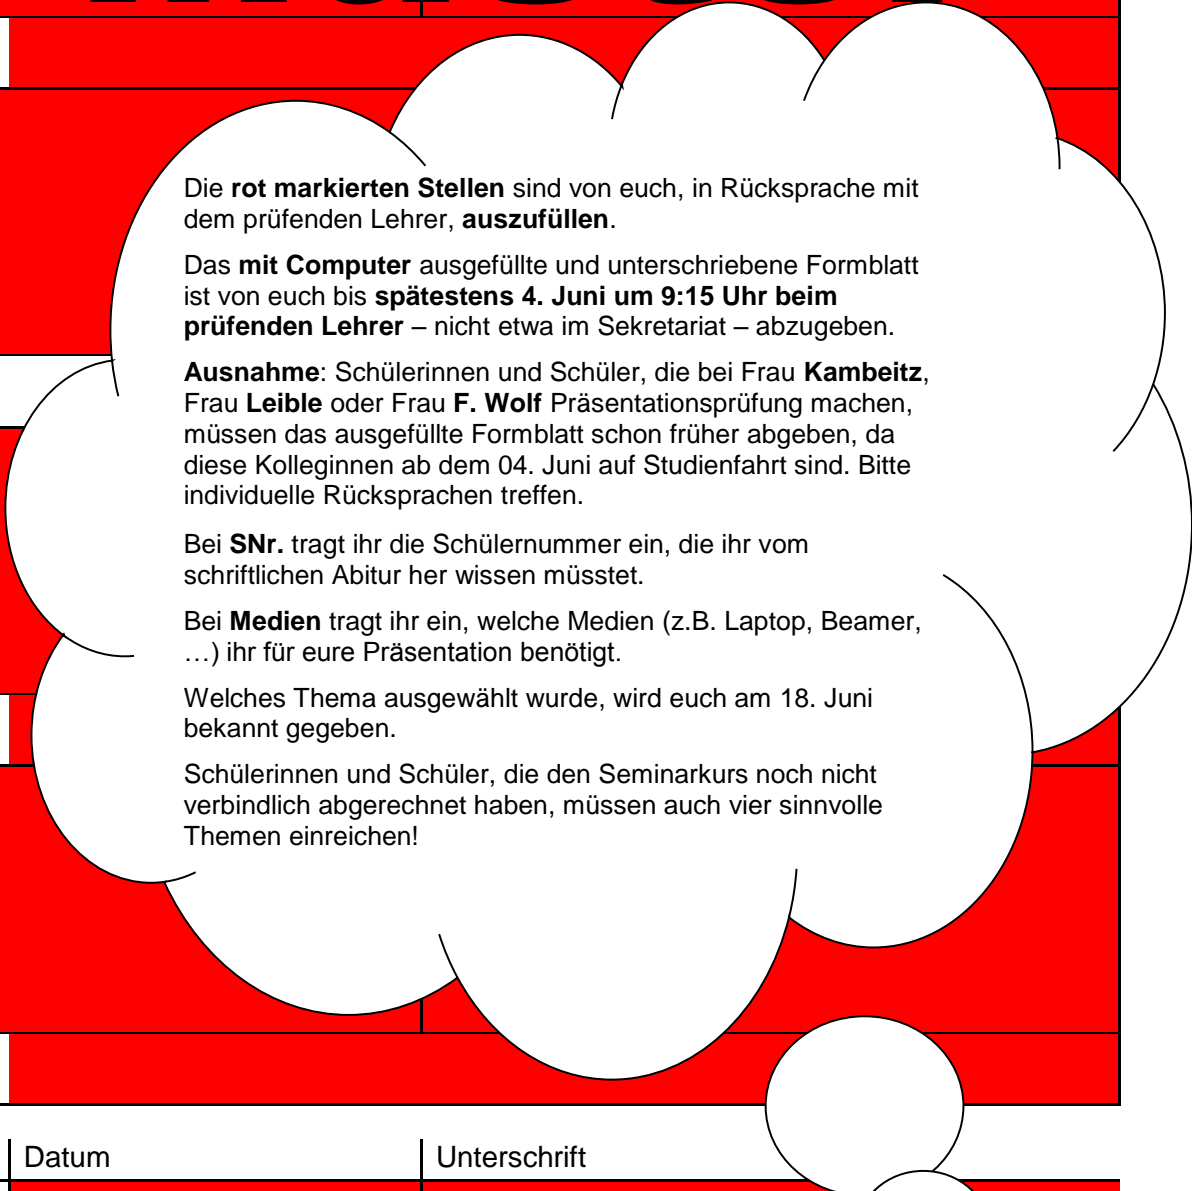 Die rot markierten Stellen sind von euch, in Rücksprache mit
dem prüfenden Lehrer, auszufüllen.
Das mit Computer ausgefüllte und unterschriebene Formblatt
ist von euch bis spätestens 4. Juni um 9:15 Uhr beim
prüfenden Lehrer – nicht etwa im Sekretariat – abzugeben.
Ausnahme: Schülerinnen und Schüler, die bei Frau Kambeitz,
Frau Leible oder Frau F. Wolf Präsentationsprüfung machen,
müssen das ausgefüllte Formblatt schon früher abgeben, da
diese Kolleginnen ab dem 04. Juni auf Studienfahrt sind. Bitte
individuelle Rücksprachen treffen.
Bei SNr. tragt ihr die Schülernummer ein, die ihr vom
schriftlichen Abitur her wissen müsstet.
Bei Medien tragt ihr ein, welche Medien (z.B. Laptop, Beamer,
…) ihr für eure Präsentation benötigt.
Welches Thema ausgewählt wurde, wird euch am 18. Juni
bekannt gegeben.
Schülerinnen und Schüler, die den Seminarkurs noch nicht
verbindlich abgerechnet haben, müssen auch vier sinnvolle
Themen einreichen!
Datum Unterschrift